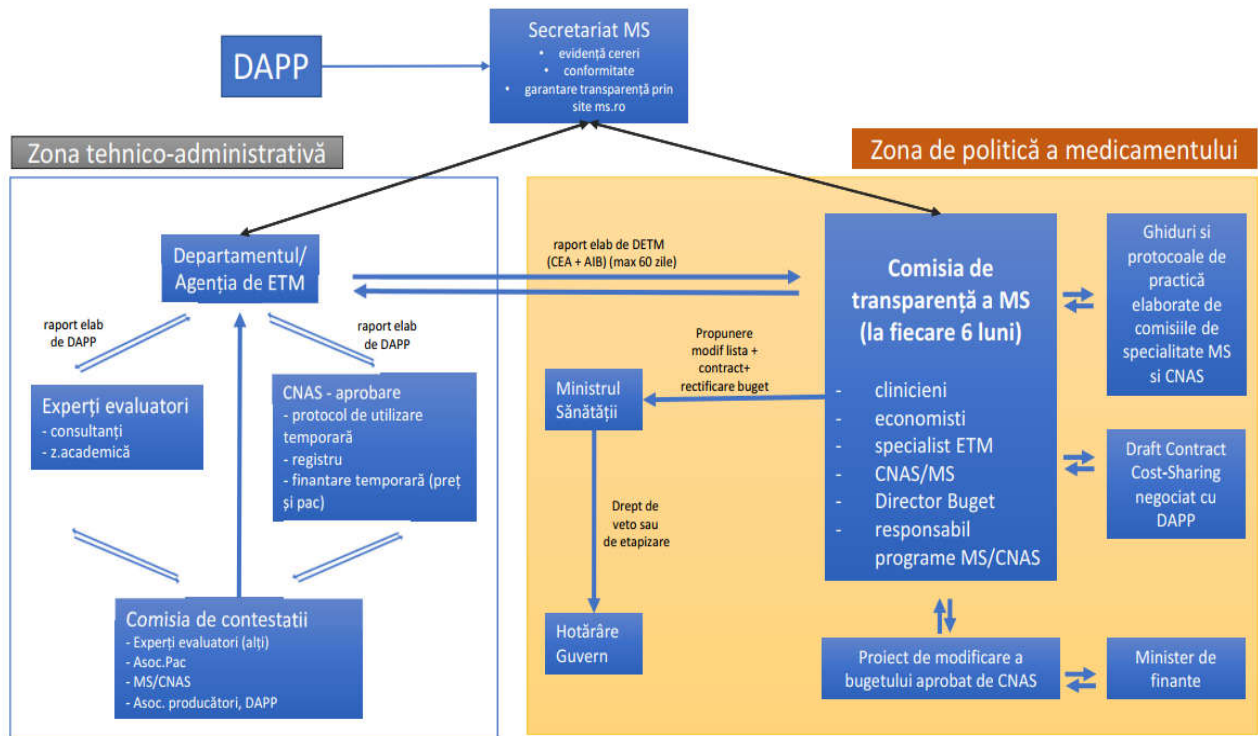 DAPP
Secretariat MS
• evidență cereri
• conformitate
• garantare transparență prin
site ms.ro
Zona tehnico-administrativă
Zona de politică a medicamentului
Departamentul/
Agenția de ETM
raport elab
de DAPP
raport elab
de DAPP
Experți evaluatori
- consultanți
- z.academică
CNAS - aprobare
- protocol de utilizare
temporară
- registru
- finantare temporară (preț
și pac)
Comisia de contestatii
- Experți evaluatori (alți)
- Asoc.Pac
- MS/CNAS
- Asoc. producători, DAPP
raport elab de DETM
(CEA + AIB) (max 60 zile)
Propunere
modif lista +
contract+
rectificare buget
Ministrul
Sănătății
Drept de
veto sau
de etapizare
Hotărâre
Guvern
Comisia de
transparență a MS
(la fiecare 6 luni)
- clinicieni
- economisti
- specialist ETM
- CNAS/MS
- Director Buget
- responsabil
programe MS/CNAS
Ghiduri si
protocoale de
practică
elaborate de
comisiile de
specialitate MS
si CNAS
Draft Contract
Cost-Sharing
negociat cu
DAPP
Proiect de modificare a
bugetului aprobat de CNAS
Minister de
finante